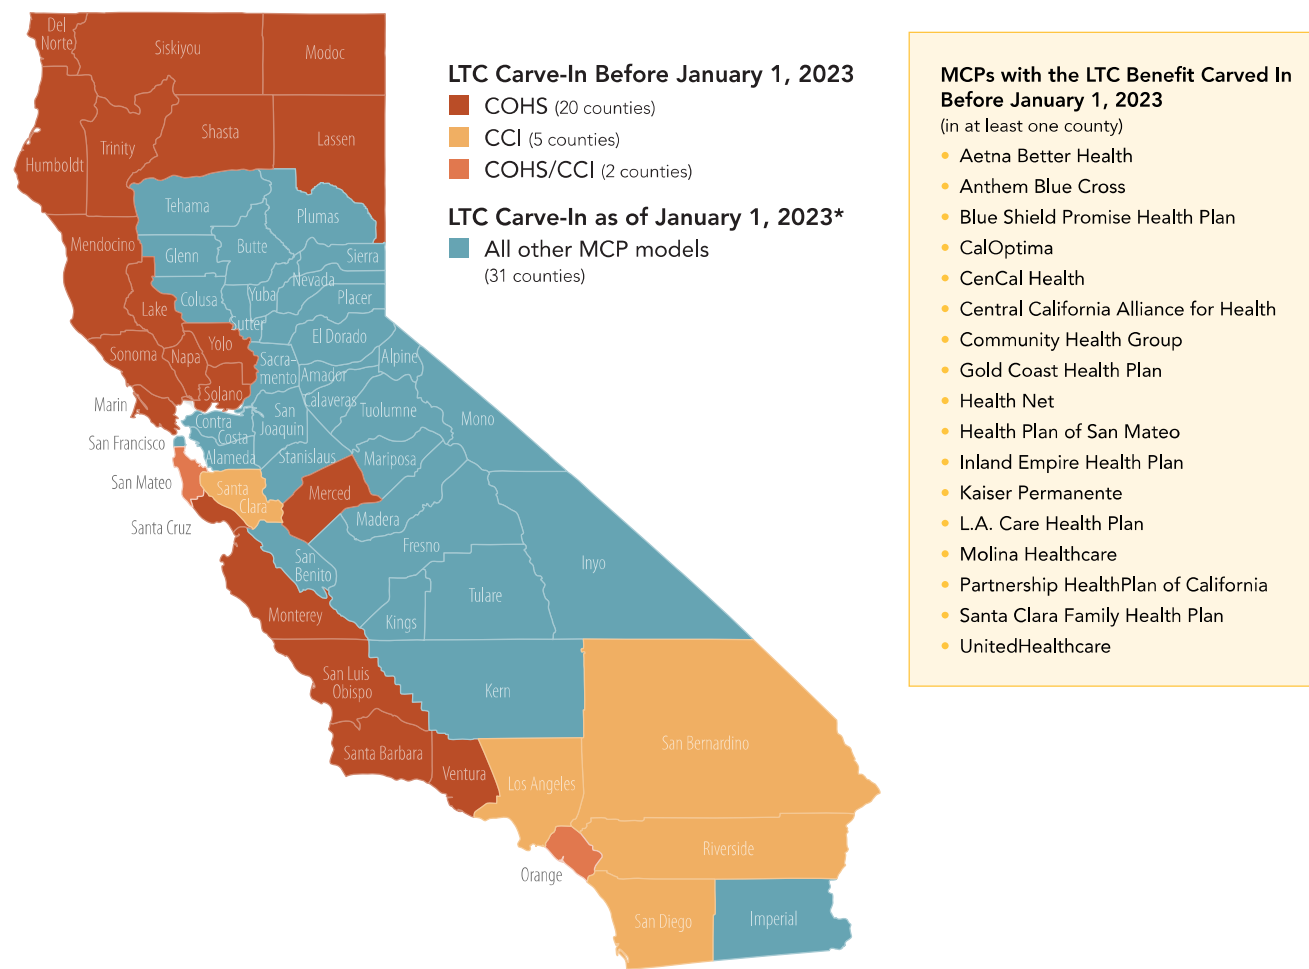 Del
Norte
Siskiyou
Modoc
Shasta
Lassen
Trinity
Humboldt
Tehama
Plumas
Mendocino
Butte
Glenn
Sierra
Nevada
Lake
Colusa
Yuba
Placer
Sutter
El Dorado
Yolo
Sonoma
Napa
Sacra-
mento
Alpine
Amador
Solano
Calaveras
Marin
Tuolumne
San
Joaquin
Mono
Contra
Costa
San Francisco
Alameda
Stanislaus
Mariposa
San Mateo
Santa
Clara
Merced
Santa Cruz
Madera
Fresno
San
Benito
Inyo
Tulare
Monterey
Kings
San Luis
Obispo
Kern
Santa Barbara
Ventura
Los Angeles
San Bernardino
Orange
Riverside
San Diego
Imperial
LTC Carve-In Before January 1, 2023
COHS (20 counties)
CCI (5 counties)
COHS/CCI (2 counties)
LTC Carve-In as of January 1, 2023*
All other MCP models
(31 counties)
MCPs with the LTC Benefit Carved In
Before January 1, 2023
(in at least one county)
• Aetna Better Health
• Anthem Blue Cross
• Blue Shield Promise Health Plan
• CalOptima
• CenCal Health
• Central California Alliance for Health
• Community Health Group
• Gold Coast Health Plan
• Health Net
• Health Plan of San Mateo
• Inland Empire Health Plan
• Kaiser Permanente
• L.A. Care Health Plan
• Molina Healthcare
• Partnership HealthPlan of California
• Santa Clara Family Health Plan
• UnitedHealthcare